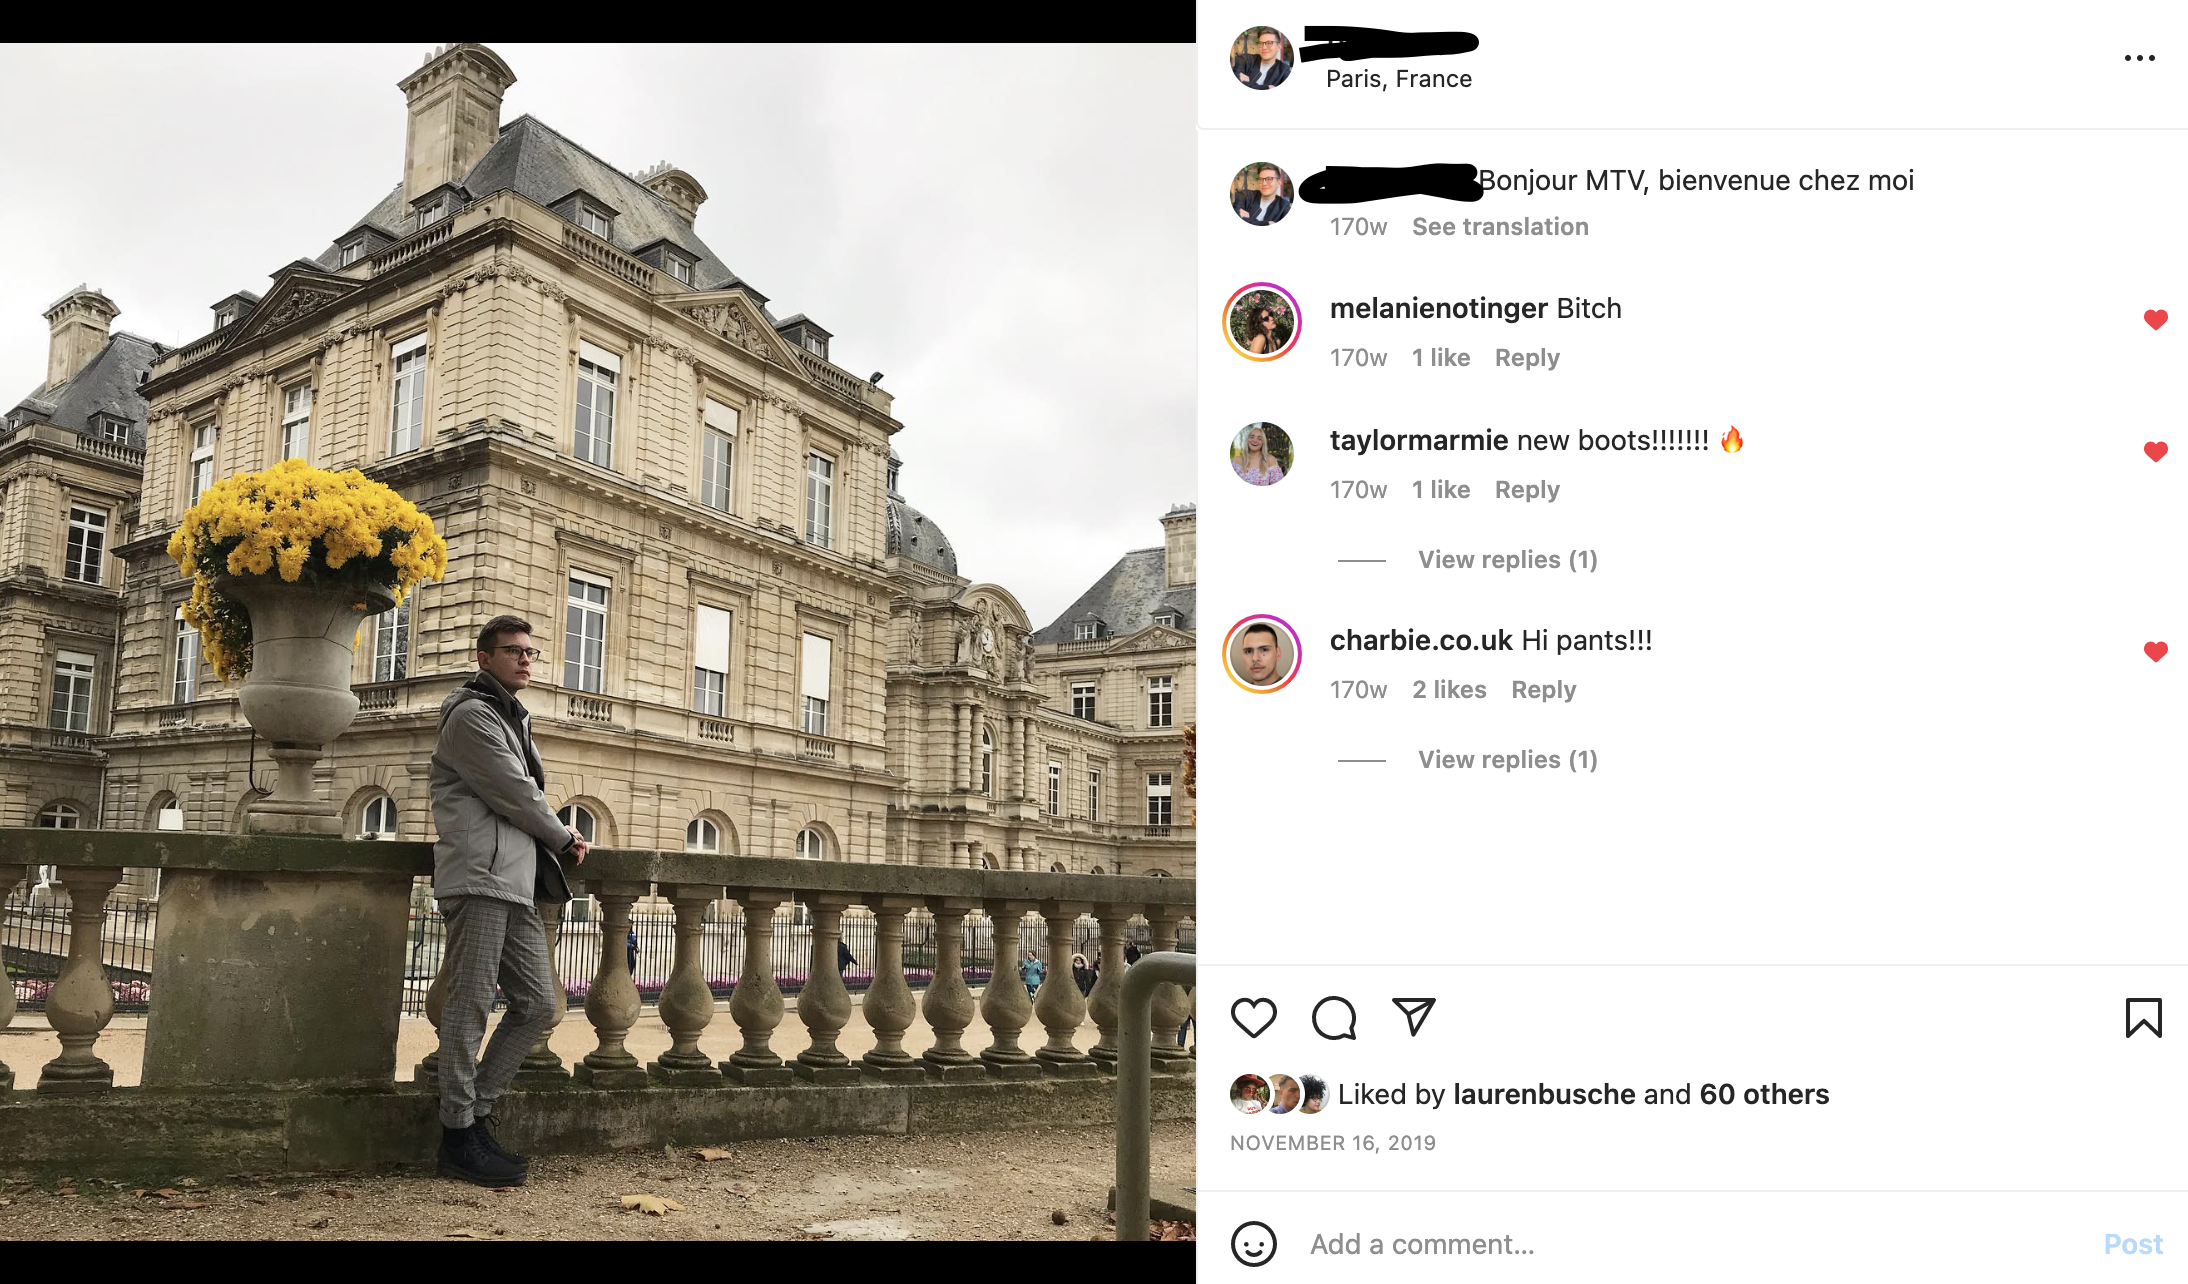 Paris, France
Bonjour MTV, bienvenue chez moi
170w See translation
melanienotinger Bitch
170w 1 like Reply
taylormarmie new boots!!!!!!! 🔥
170w 1 like Reply
View replies (1)
charbie.co.uk Hi pants!!!
170w 2 likes Reply
View replies (1)
Liked by laurenbusche and 60 others
NOVEMBER 16, 2019
Add a comment...
Post